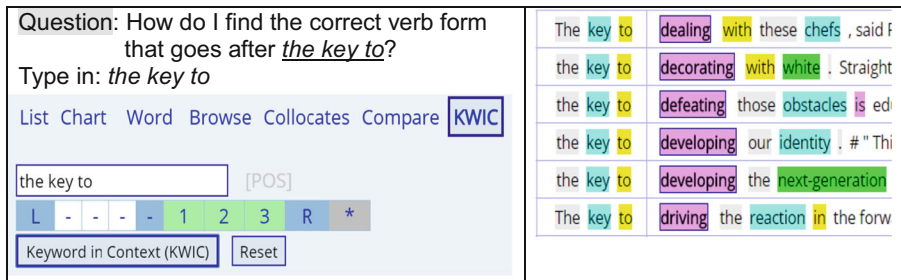 Question: How do I find the correct verb form
that goes after the key to?
Type in: the key to
List Chart Word Browse Collocates Compare KWIC
the key to [POS]
L - - - - 1 2 3 R *
Keyword in Context (KWIC) Reset
The key to dealing with these chefs , said
the key to decorating with white . Straight
the key to defeating those obstacles is
the key to developing our identity . # " Thi
the key to developing the next-generation
The key to driving the reaction in the forw